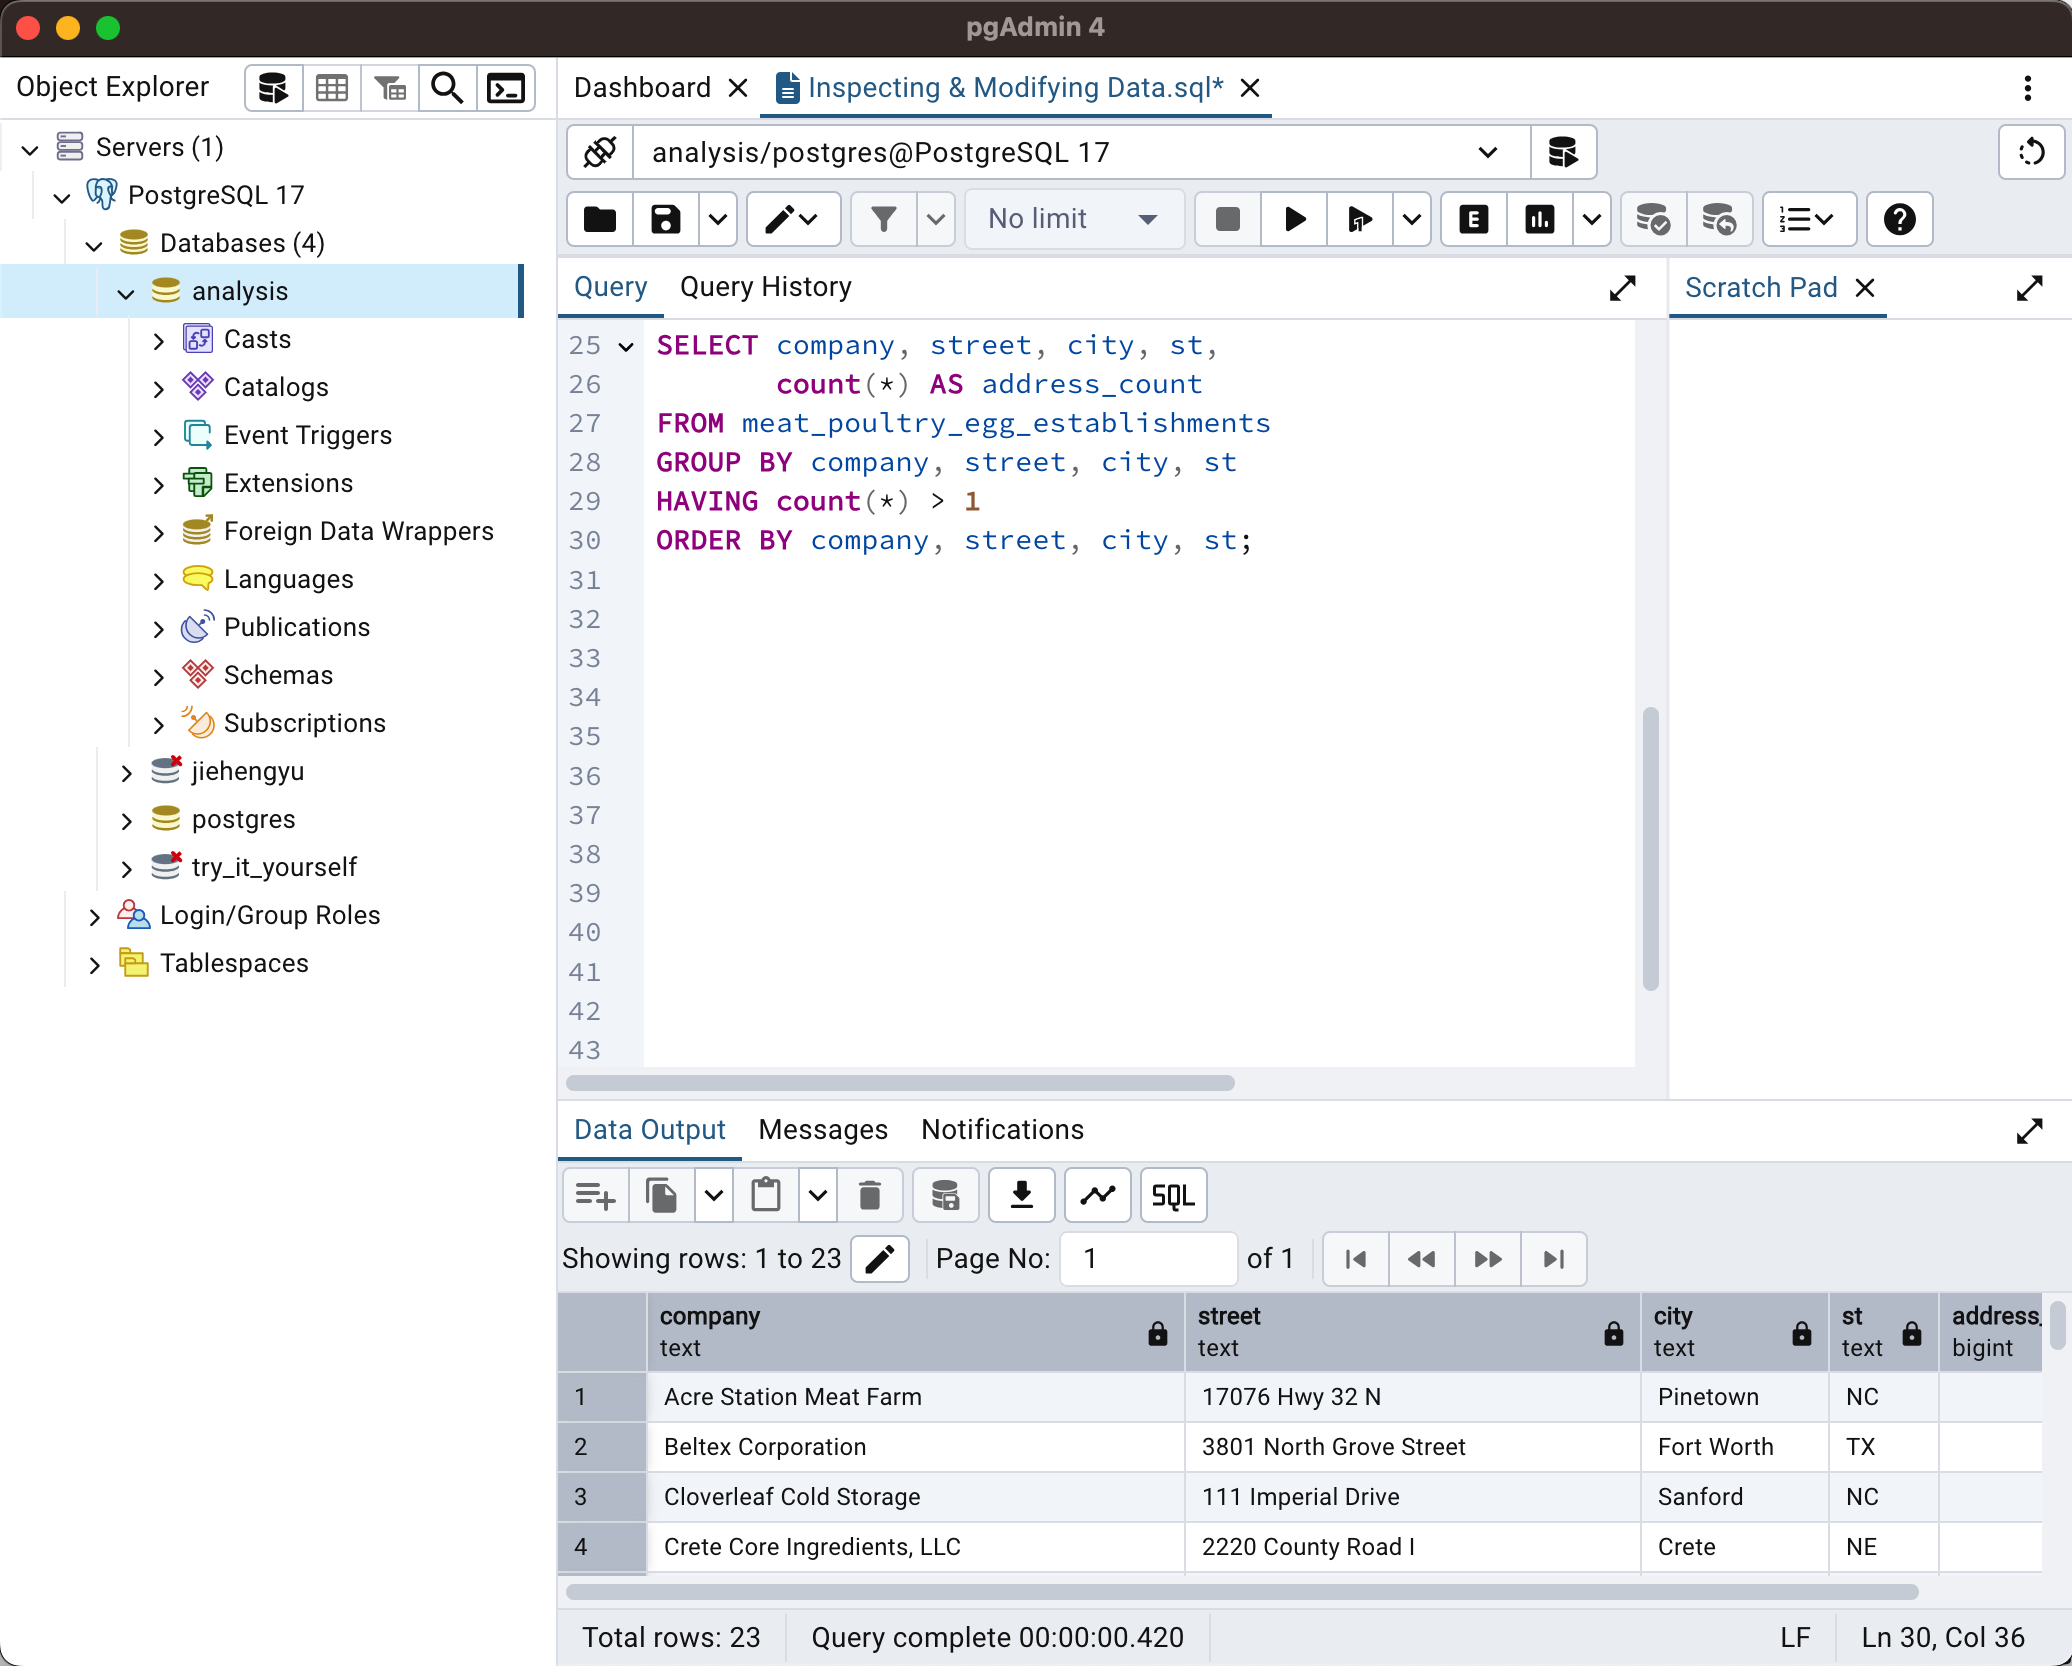 pgAdmin 4
Object Explorer
Servers (1)
PostgreSQL 17
Databases (4)
analysis
Casts
Catalogs
Event Triggers
Extensions
Foreign Data Wrappers
Languages
Publications
Schemas
Subscriptions
jiehengyu
postgres
try_it_yourself
Login/Group Roles
Tablespaces
Dashboard
Inspecting & Modifying Data.sql*
analysis/postgres@PostgreSQL 17
No limit
E
Query
Query History
Scratch Pad
25 SELECT company, street, city, st,
26 count(*) AS address_count
27 FROM meat_poultry_egg_establishments
28 GROUP BY company, street, city, st
29 HAVING count(*) > 1
30 ORDER BY company, street, city, st;
31
32
33
34
35
36
37
38
39
40
41
42
43
Data Output
Messages
Notifications
SQL
Showing rows: 1 to 23
Page No: 1 of 1
company text
street text
city text
st text
address_ bigint
1 Acre Station Meat Farm 17076 Hwy 32 N Pinetown NC
2 Beltex Corporation 3801 North Grove Street Fort Worth TX
3 Cloverleaf Cold Storage 111 Imperial Drive Sanford NC
4 Crete Core Ingredients, LLC 2220 County Road I Crete NE
Total rows: 23
Query complete 00:00:00.420
LF
Ln 30, Col 36